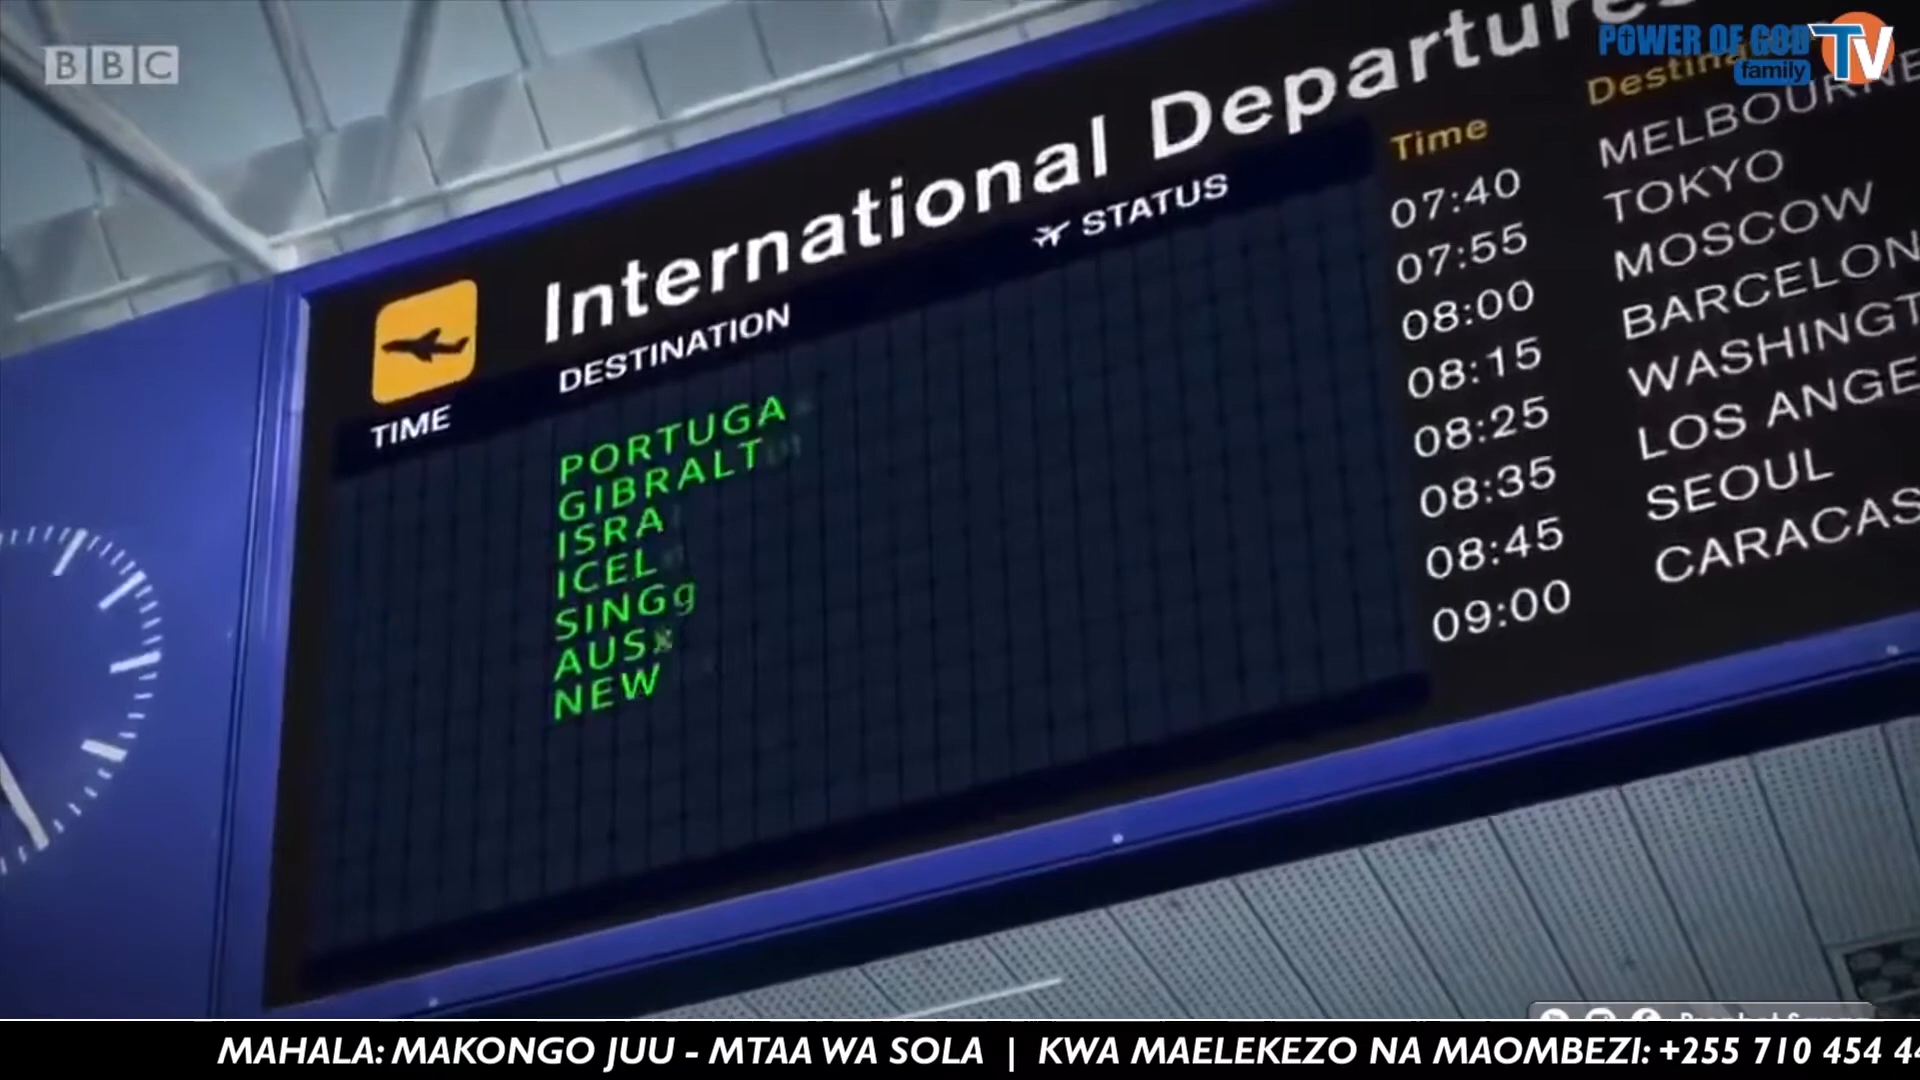 BBC
POWER OF GOD TV
family
International Departures
TIME
DESTINATION
STATUS
PORTUGA
GIBRALT
ISRA
ICEL
SINGg
AUS
NEW
Time
07:40 MELBOURNE
07:55 TOKYO
08:00 MOSCOW
08:15 BARCELON
08:25 WASHINGT
08:35 LOS ANGE
08:45 SEOUL
09:00 CARACAS
MAHALA: MAKONGO JUU - MTAA WA SOLA | KWA MAELEKEZO NA MAOMBEZI: +255 710 454 44